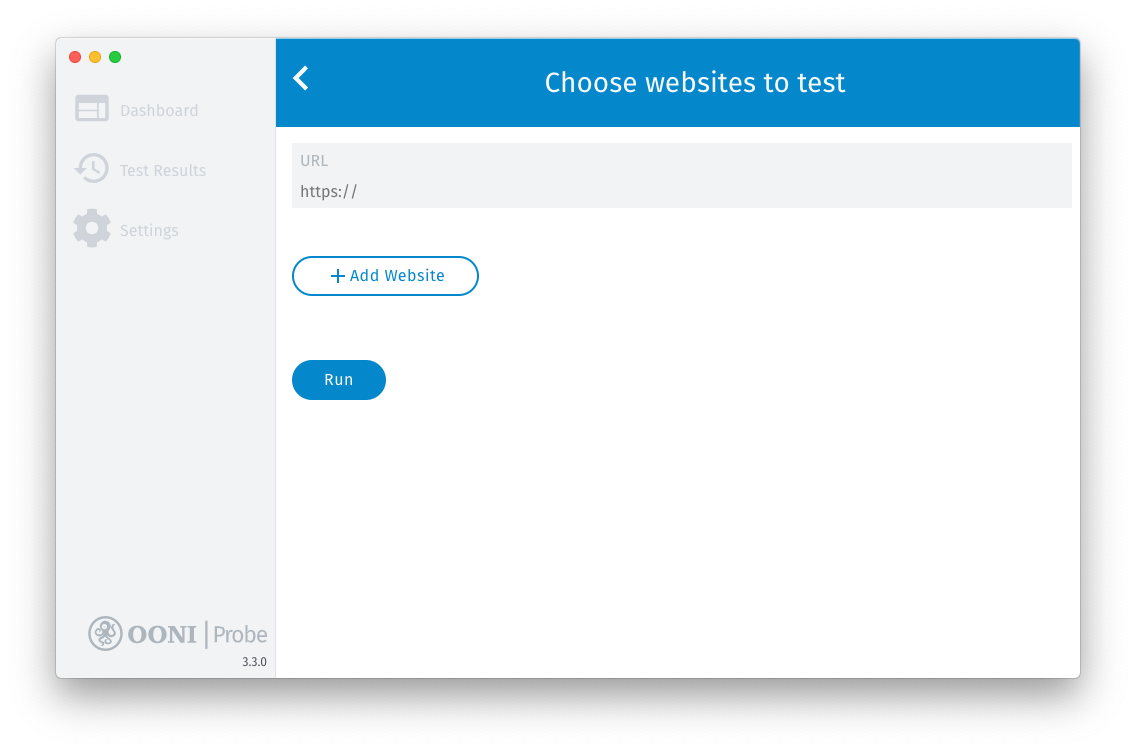 Choose websites to test
Dashboard
Test Results
Settings
URL
https://
+ Add Website
Run
OONI | Probe
3.3.0